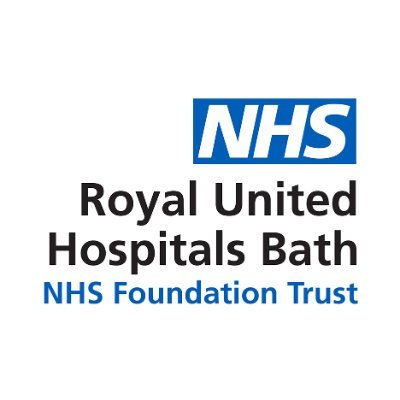 NHS
Royal United
Hospitals Bath
NHS Foundation Trust